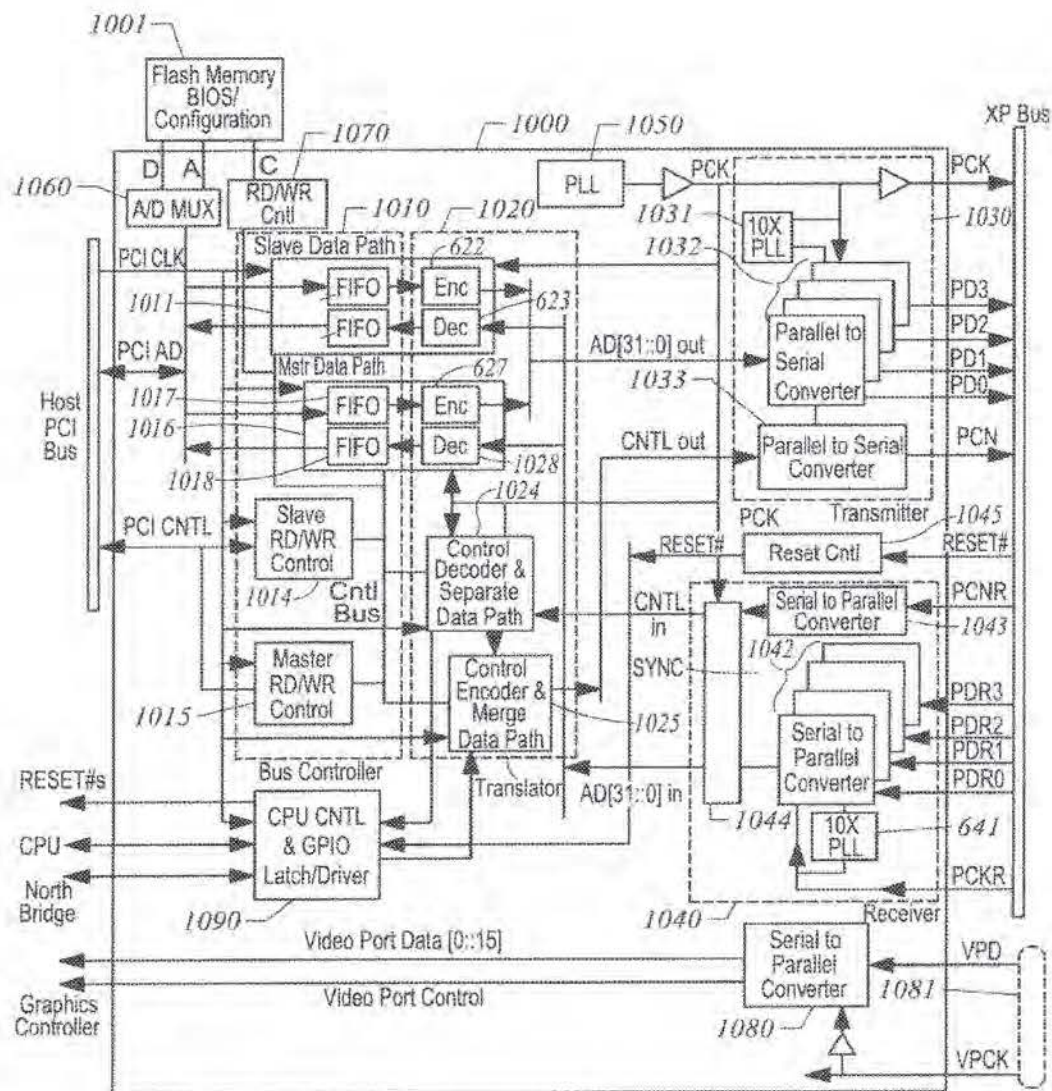 1001
Flash Memory
BIOS/
Configuration
1070
1000
1050
XP Bus
D
A
C
1060
A/D MUX
RD/WR
Cntl
PLL
PCK
PCK
1010
1020
1031
10X
PLL
1030
1032
Slave Data Path
622
PCI CLK
FIFO
Enc
623
1011
FIFO
Dec
PD3
PD2
PD1
PD0
Parallel to
Serial
Converter
AD[31::0] out
PCI AD
Mstr Data Path
627
1033
1017
FIFO
Enc
Host
PCI
Bus
1016
FIFO
Dec
CNTL out
Parallel to Serial
Converter
PCN
1018
1028
1024
Transmitter
PCI CNTL
Slave
RD/WR
Control
1014
PCK
1045
RESET#
Reset Cntl
RESET#
Control
Decoder &
Separate
Data Path
Cntl
Bus
CNTL
in
Serial to Parallel
Converter
PCNR
1043
1042
SYNC
Master
RD/WR
Control
1015
Control
Encoder &
Merge
Data Path
1025
PDR3
PDR2
PDR1
PDR0
Serial to
Parallel
Converter
Bus Controller
Translator
AD[31::0] in
1044
10X
PLL
641
RESET#s
CPU
North
Bridge
CPU CNTL
& GPIO
Latch/Driver
1090
PCKR
1040
Receiver
Video Port Data [0::15]
Serial to
Parallel
Converter
VPD
1081
Graphics
Controller
Video Port Control
1080
VPCK